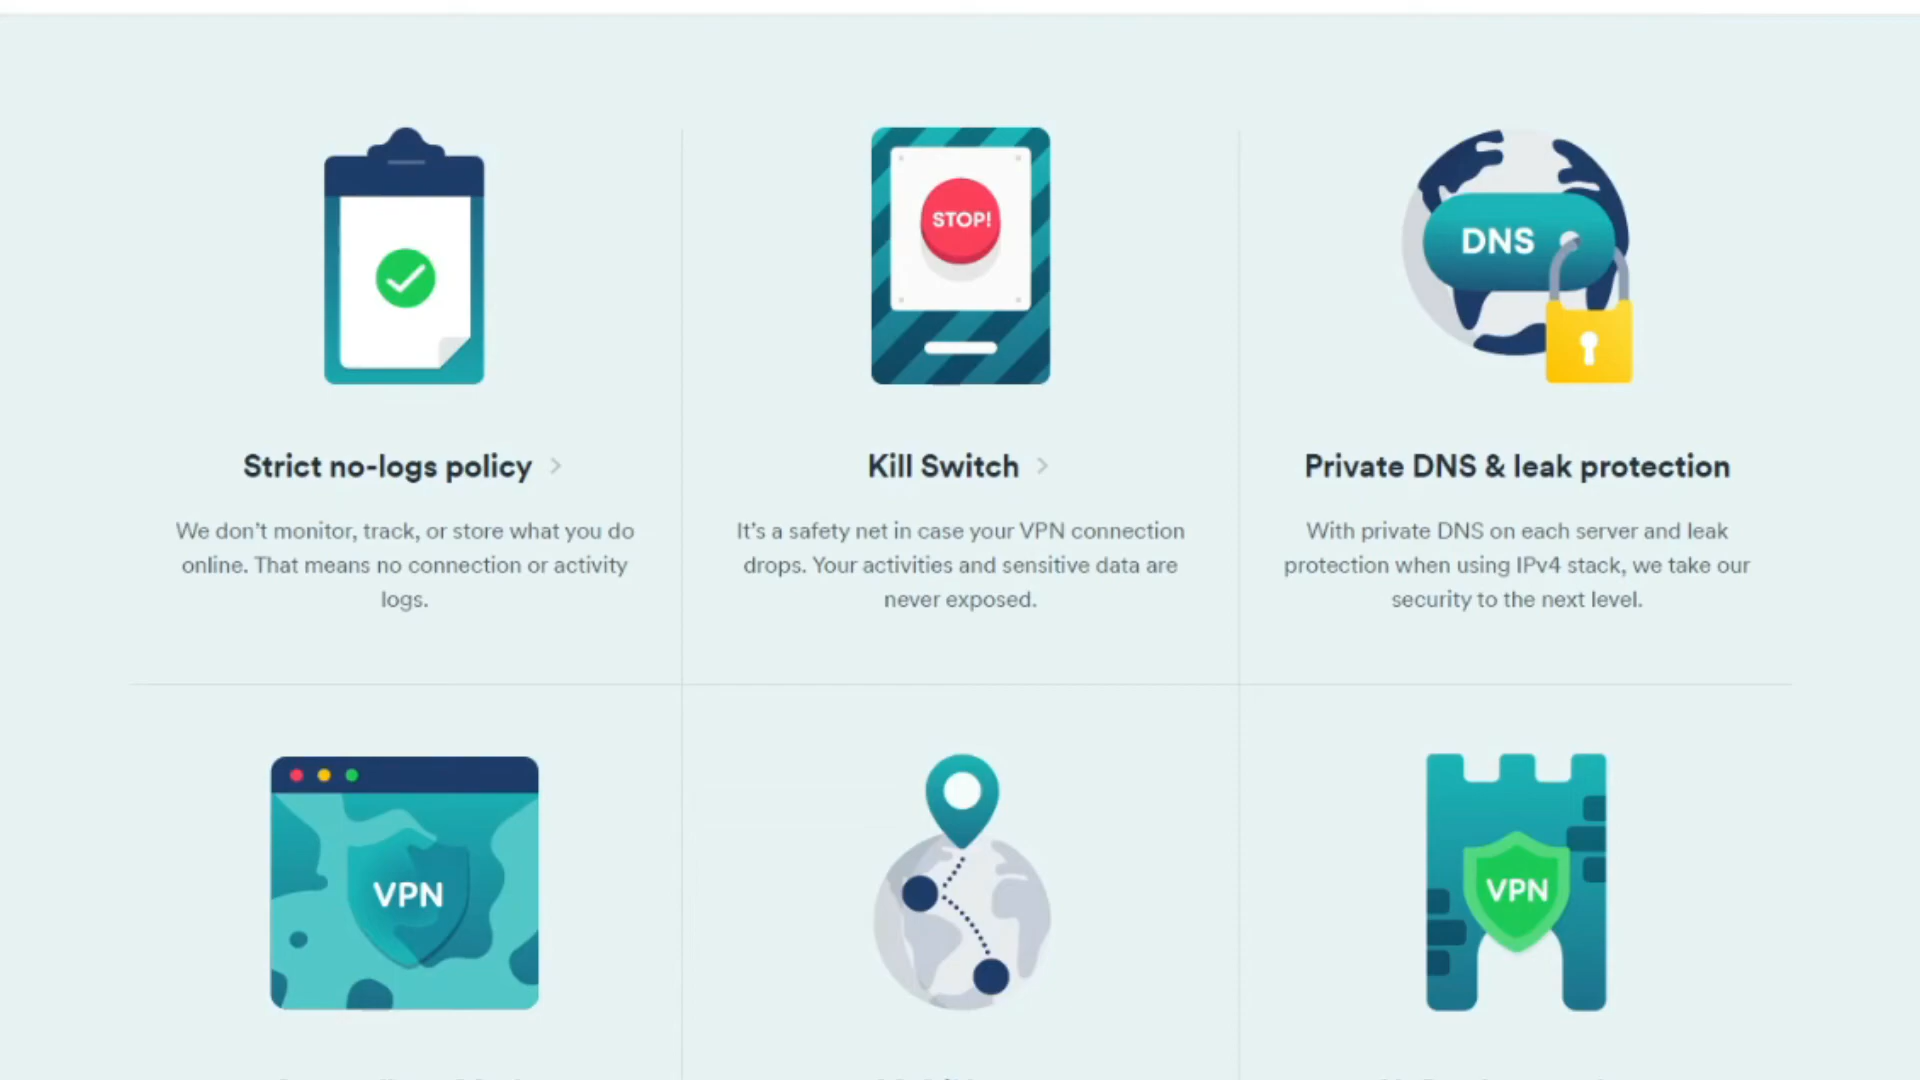 STOP!
DNS
Strict no-logs policy
Kill Switch
Private DNS & leak protection
We don't monitor, track, or store what you do
online. That means no connection or activity
logs.
It's a safety net in case your VPN connection
drops. Your activities and sensitive data are
never exposed.
With private DNS on each server and leak
protection when using IPv4 stack, we take our
security to the next level.
VPN
VPN